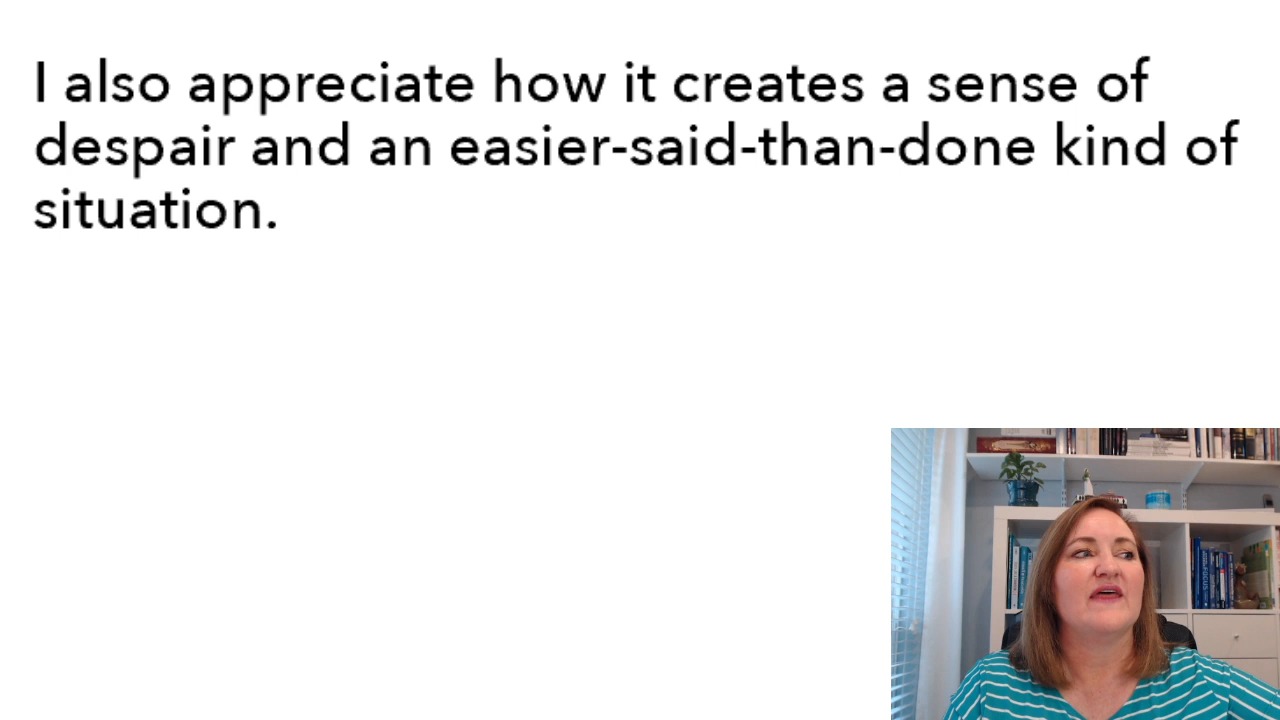 I also appreciate how it creates a sense of
despair and an easier-said-than-done kind of
situation.